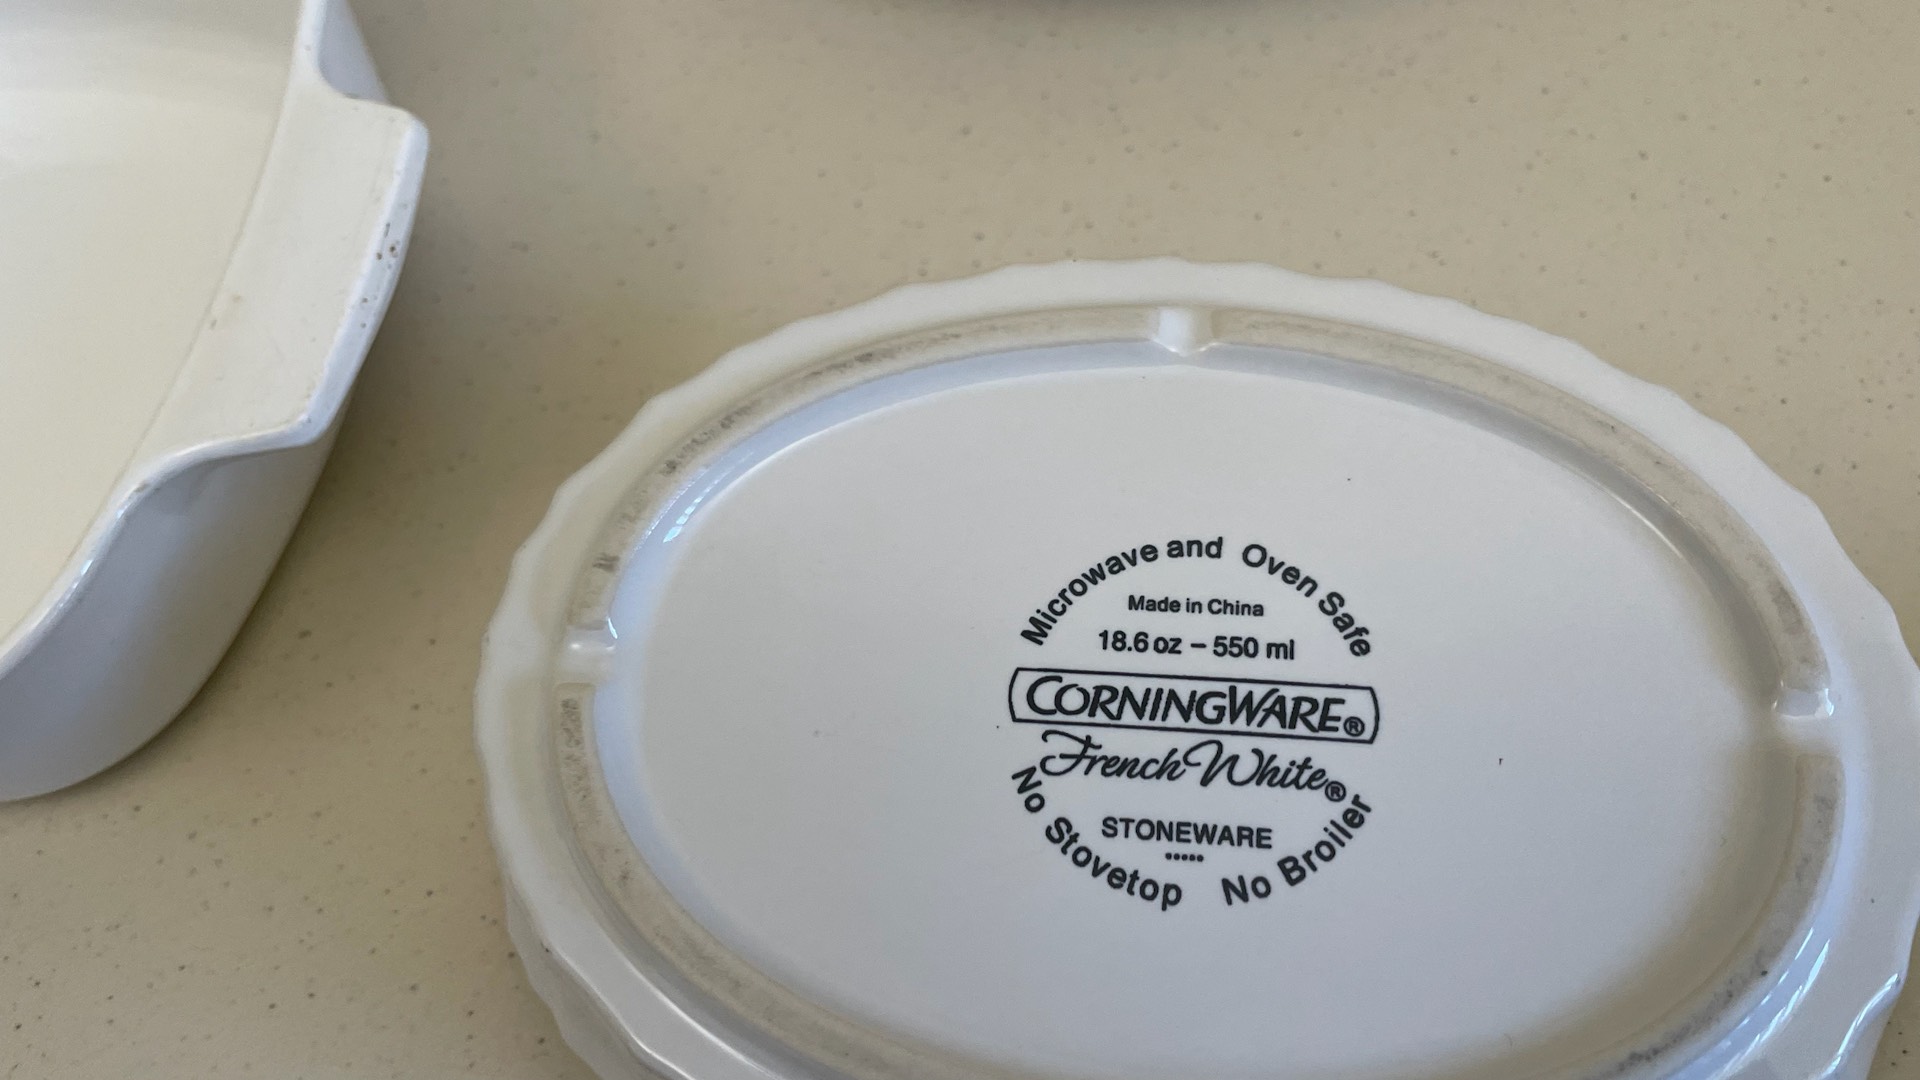 Microwave and Oven Safe
Made in China
18.6 oz – 550 ml
CORNINGWARE®
French White®
STONEWARE
No Stovetop No Broiler